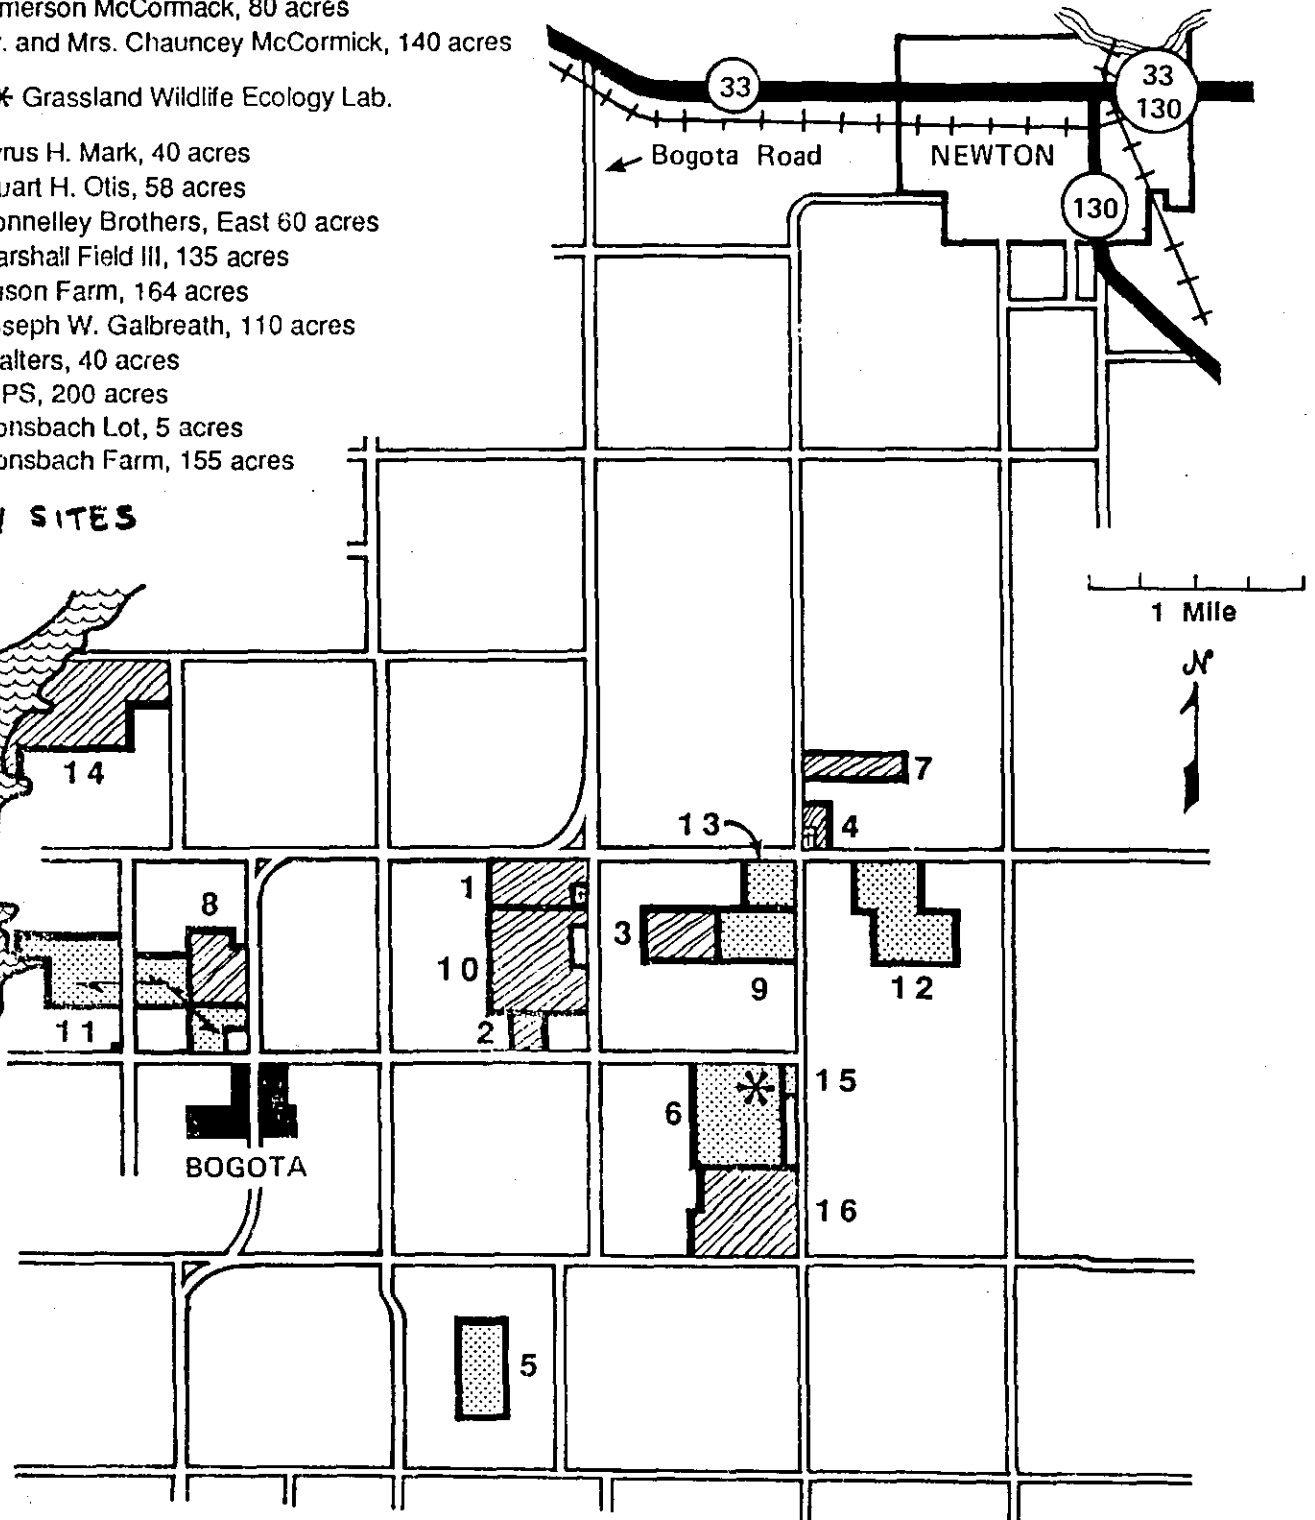 merson McCormack, 80 acres
r. and Mrs. Chauncey McCormick, 140 acres
* Grassland Wildlife Ecology Lab.
yrus H. Mark, 40 acres
uart H. Otis, 58 acres
onnelley Brothers, East 60 acres
arshall Field III, 135 acres
uson Farm, 164 acres
seph W. Galbreath, 110 acres
alters, 40 acres
PS, 200 acres
onsbach Lot, 5 acres
onsbach Farm, 155 acres
SITES
33
33
130
Bogota Road
NEWTON
130
1 Mile
N
14
7
13
4
1
8
3
10
9
12
11
2
15
6
BOGOTA
16
5